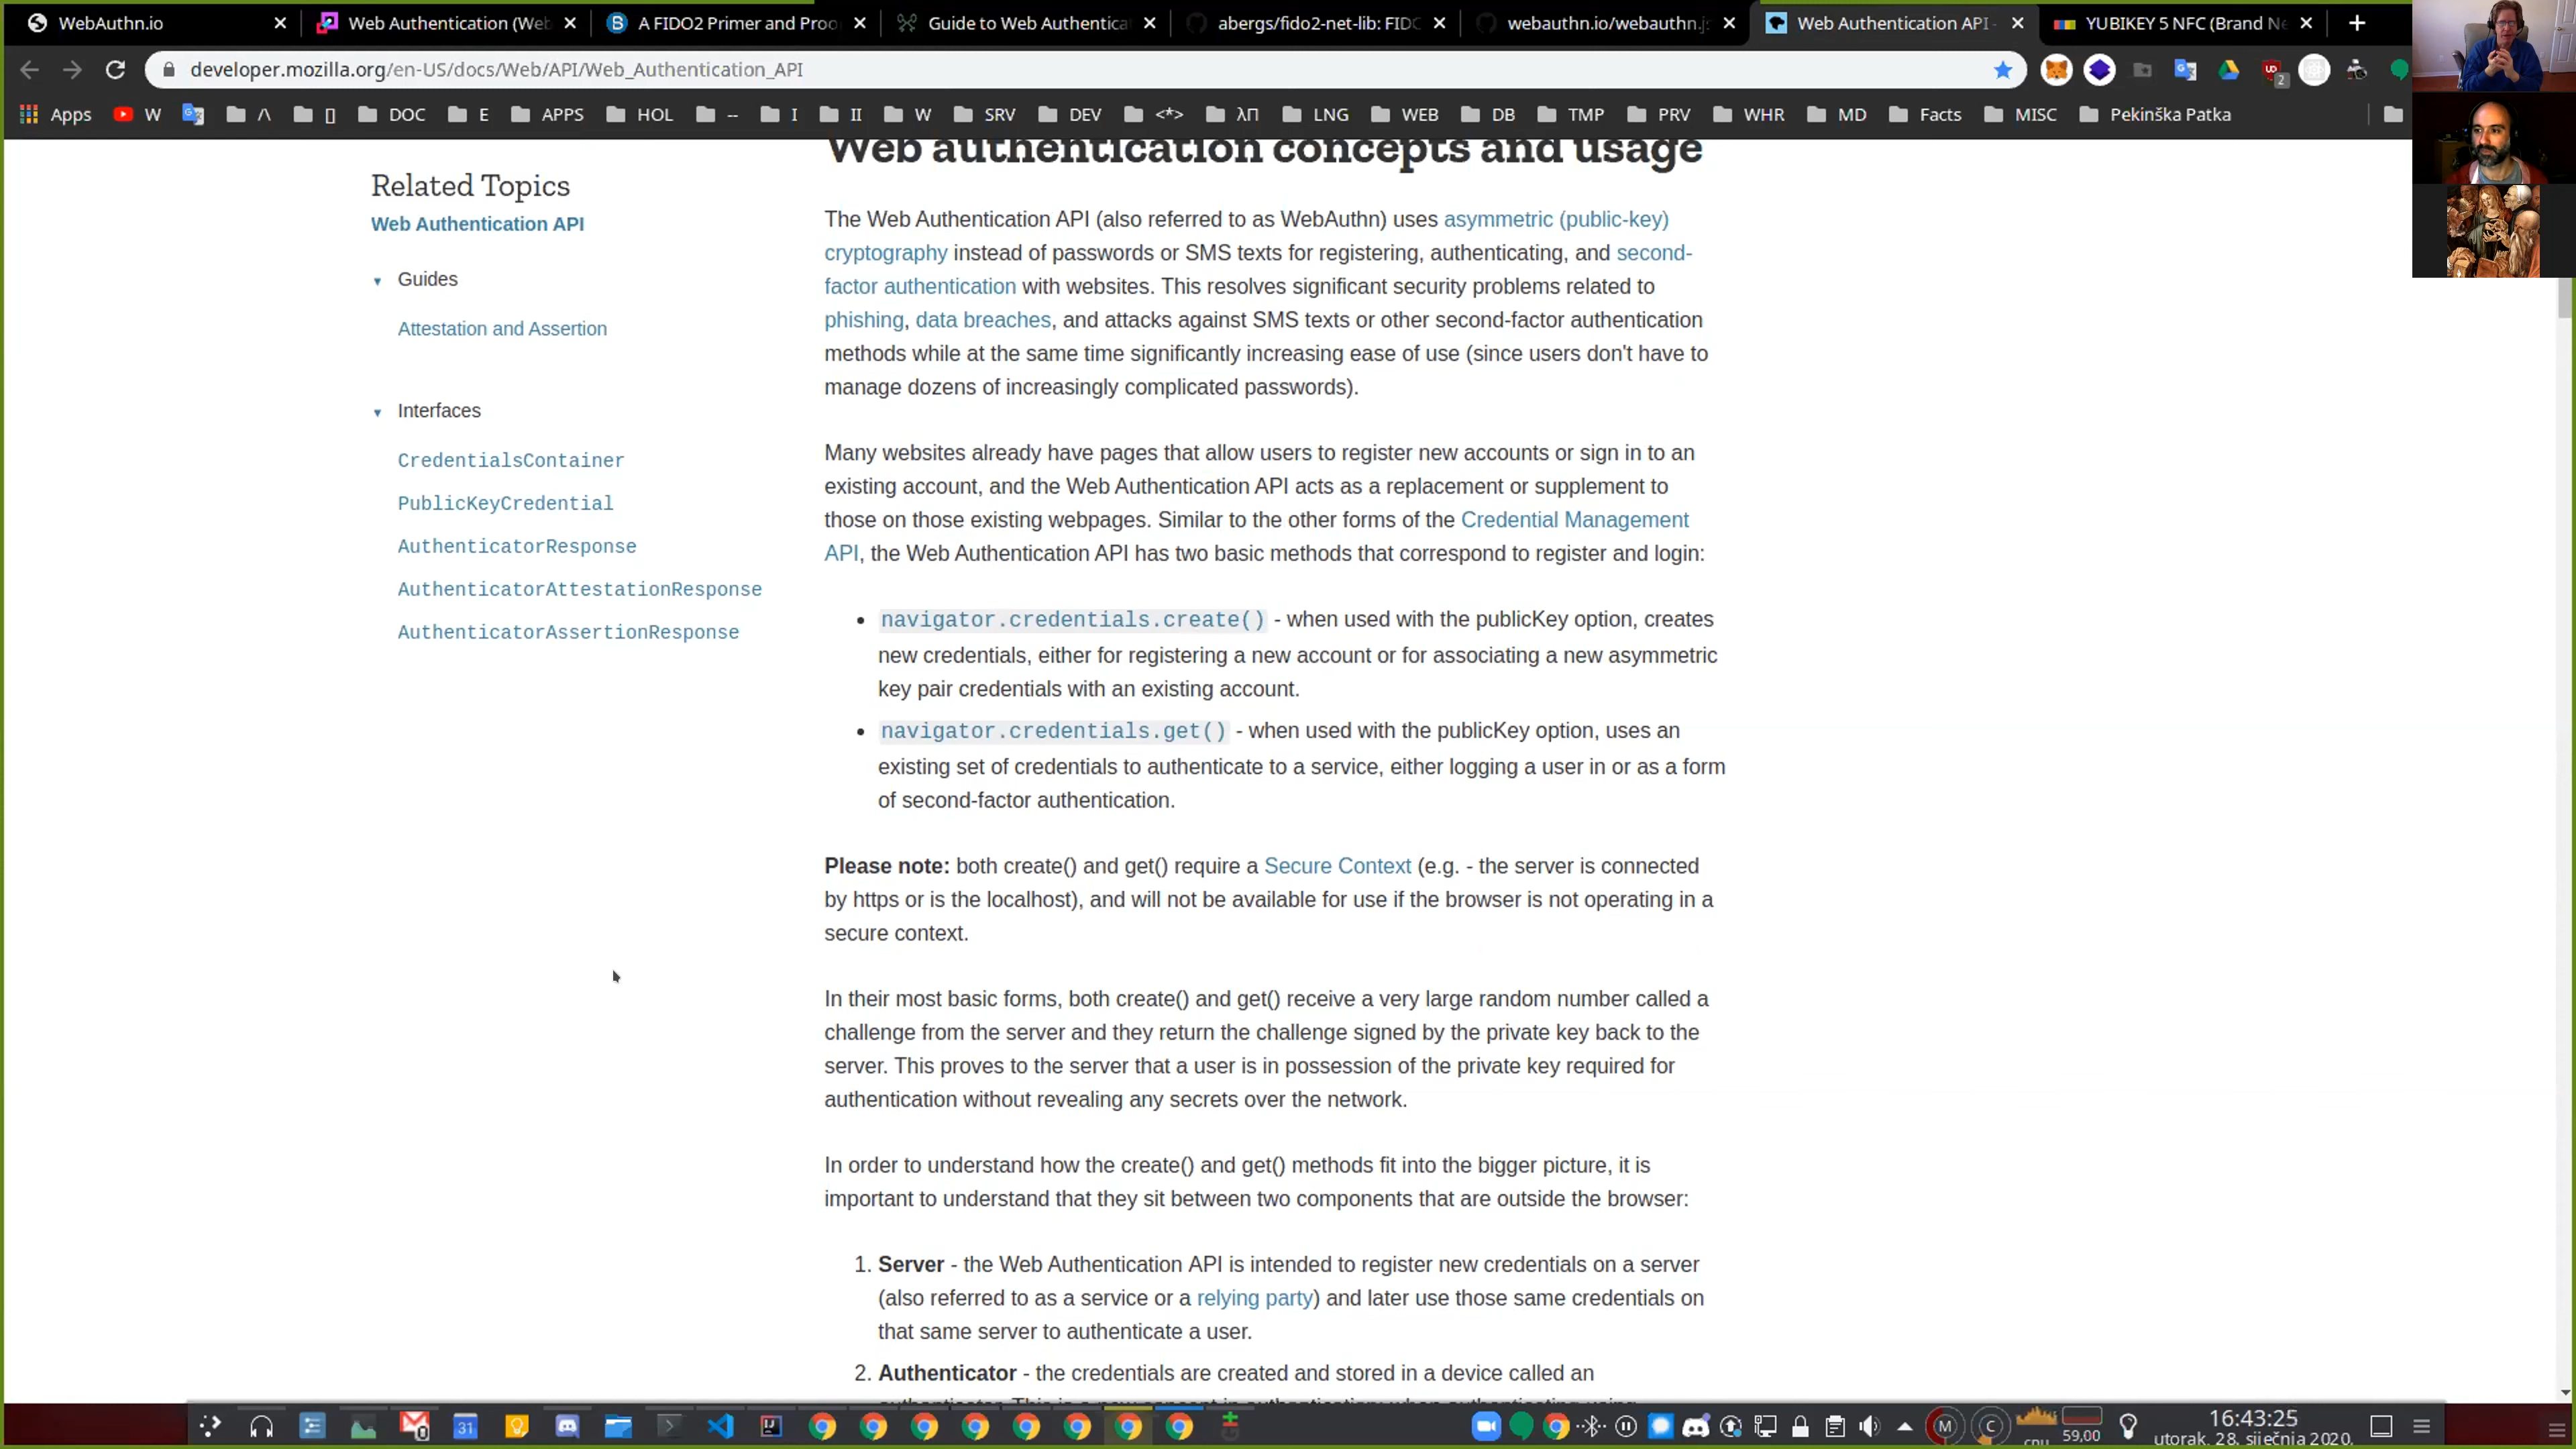 WebAuthn.io
Web Authentication (Web
A FIDO2 Primer and Proo
Guide to Web Authentica
abergs/fido2-net-lib: FIDO
webauthn.io/webauthn.js
Web Authentication API -
YUBIKEY 5 NFC (Brand Ne
developer.mozilla.org/en-US/docs/Web/API/Web_Authentication_API
2
Apps W /\ [] DOC E APPS HOL -- I II W SRV DEV <*> λΠ LNG WEB DB TMP PRV WHR MD Facts MISC Pekinška Patka
Web authentication concepts and usage
Related Topics
Web Authentication API
Guides
Attestation and Assertion
Interfaces
CredentialsContainer
PublicKeyCredential
AuthenticatorResponse
AuthenticatorAttestationResponse
AuthenticatorAssertionResponse
The Web Authentication API (also referred to as WebAuthn) uses asymmetric (public-key)
cryptography instead of passwords or SMS texts for registering, authenticating, and second-
factor authentication with websites. This resolves significant security problems related to
phishing, data breaches, and attacks against SMS texts or other second-factor authentication
methods while at the same time significantly increasing ease of use (since users don't have to
manage dozens of increasingly complicated passwords).
Many websites already have pages that allow users to register new accounts or sign in to an
existing account, and the Web Authentication API acts as a replacement or supplement to
those on those existing webpages. Similar to the other forms of the Credential Management
API, the Web Authentication API has two basic methods that correspond to register and login:
• navigator.credentials.create() - when used with the publicKey option, creates
new credentials, either for registering a new account or for associating a new asymmetric
key pair credentials with an existing account.
• navigator.credentials.get() - when used with the publicKey option, uses an
existing set of credentials to authenticate to a service, either logging a user in or as a form
of second-factor authentication.
Please note: both create() and get() require a Secure Context (e.g. - the server is connected
by https or is the localhost), and will not be available for use if the browser is not operating in a
secure context.
In their most basic forms, both create() and get() receive a very large random number called a
challenge from the server and they return the challenge signed by the private key back to the
server. This proves to the server that a user is in possession of the private key required for
authentication without revealing any secrets over the network.
In order to understand how the create() and get() methods fit into the bigger picture, it is
important to understand that they sit between two components that are outside the browser:
1. Server - the Web Authentication API is intended to register new credentials on a server
(also referred to as a service or a relying party) and later use those same credentials on
that same server to authenticate a user.
2. Authenticator - the credentials are created and stored in a device called an
0
31
M
C
59,00
16:43:25
utorak, 28. siječnja 2020.